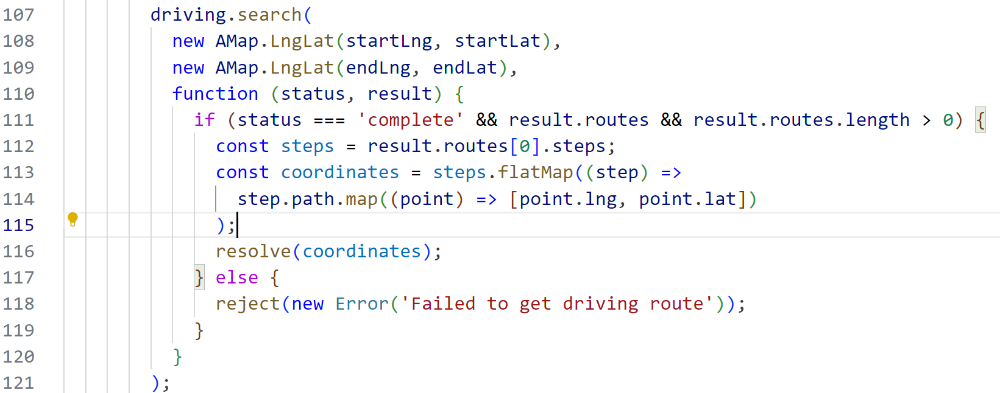 107 driving.search(
108 new AMap.LngLat(startLng, startLat),
109 new AMap.LngLat(endLng, endLat),
110 function (status, result) {
111 if (status === 'complete' && result.routes && result.routes.length > 0) {
112 const steps = result.routes[0].steps;
113 const coordinates = steps.flatMap((step) =>
114 step.path.map((point) => [point.lng, point.lat])
115 );
116 resolve(coordinates);
117 } else {
118 reject(new Error('Failed to get driving route'));
119 }
120 }
121 );